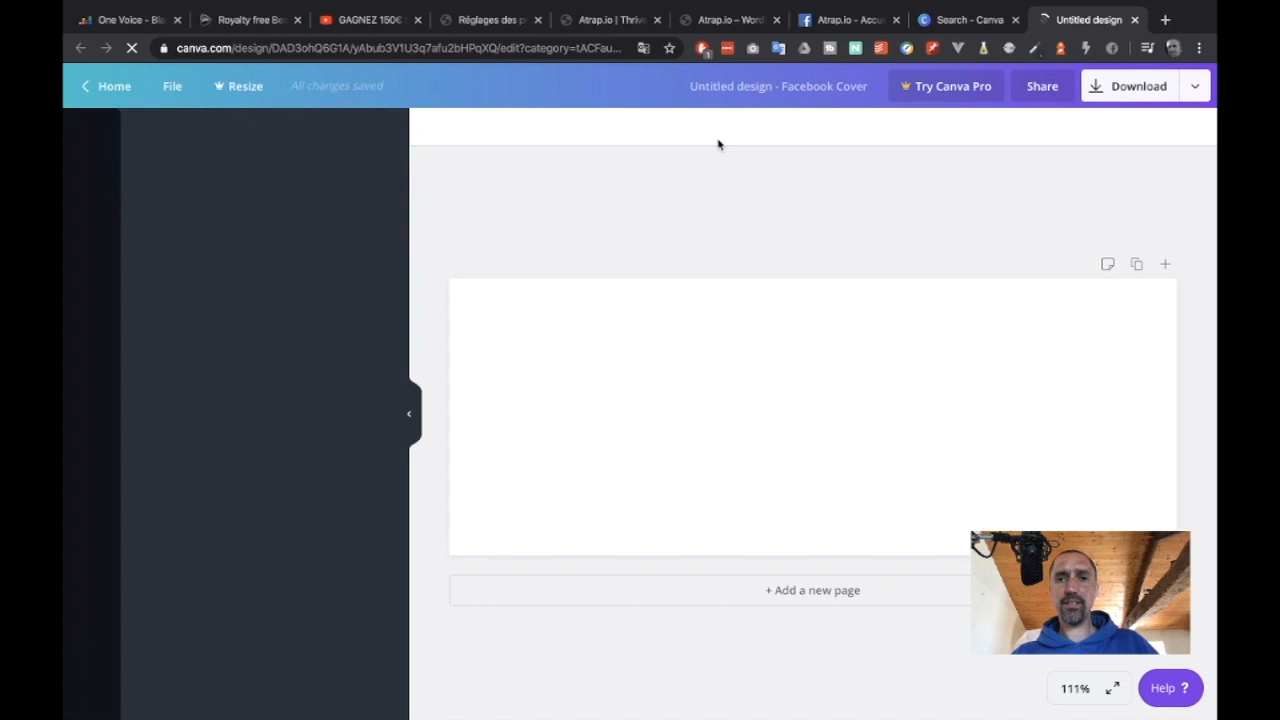 One Voice - Bla
Royalty free Be
GAGNEZ 150€
Réglages des p
Atrap.io | Thrive
Atrap.io – Word
Atrap.io - Accu
Search - Canva
Untitled design
canva.com/design/DAD3ohQ6G1A/yAbub3V1U3q7afu2bHPqXQ/edit?category=tACFau...
Home
File
Resize
All changes saved
Untitled design - Facebook Cover
Try Canva Pro
Share
Download
+ Add a new page
111%
Help ?